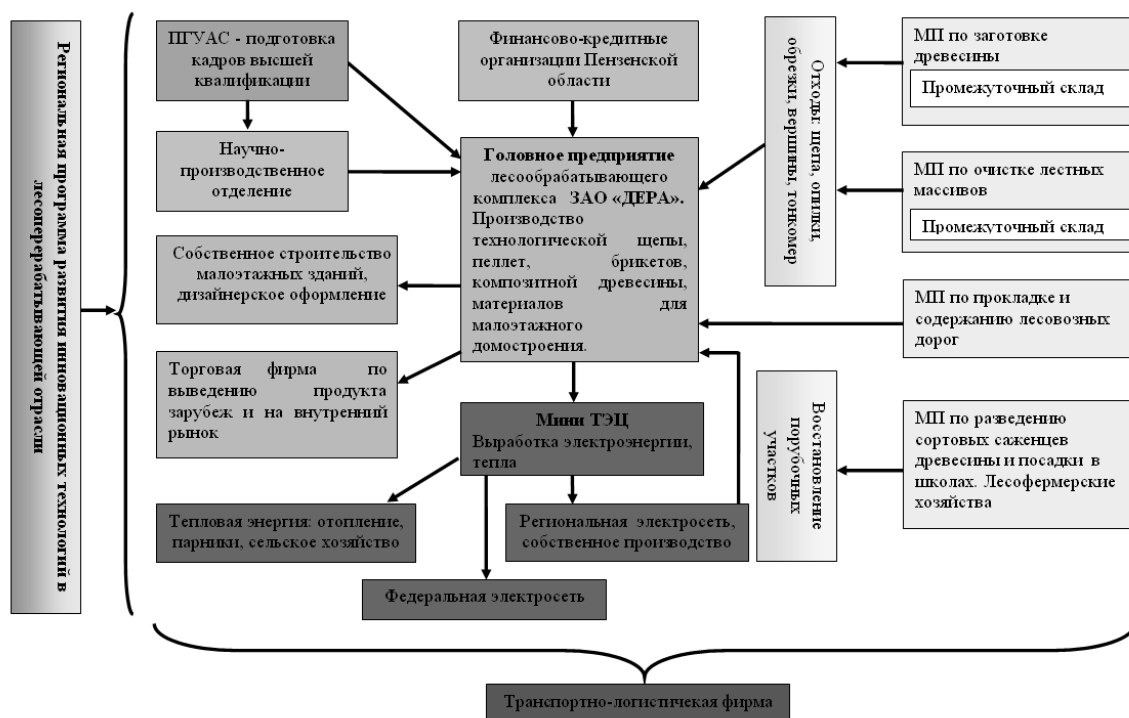 Региональная программа развития инновационных технологий в
лесоперерабатывающей отрасли
ПГУАС - подготовка
кадров высшей
квалификации
Научно-
производственное
отделение
Собственное строительство
малоэтажных зданий,
дизайнерское оформление
Торговая фирма по
выведению продукта
зарубеж и на внутренний
рынок
Финансово-кредитные
организации Пензенской
области
Головное предприятие
лесообрабатывающего
комплекса ЗАО «ДЕРА».
Производство
технологической щепы,
пеллет, брикетов,
композитной древесины,
материалов для
малоэтажного
домостроения.
Мини ТЭЦ
Выработка электроэнергии,
тепла
Тепловая энергия: отопление,
парники, сельское хозяйство
Региональная электросеть,
собственное производство
Федеральная электросеть
Отходы: щепа, опилки,
обрезки, вершины, тонкомер
Восстановление
порубочных
участков
МП по заготовке
древесины
Промежуточный склад
МП по очистке лестных
массивов
Промежуточный склад
МП по прокладке и
содержанию лесовозных
дорог
МП по разведению
сортовых саженцев
древесины и посадки в
школах. Лесофермерские
хозяйства
Транспортно-логистичекая фирма